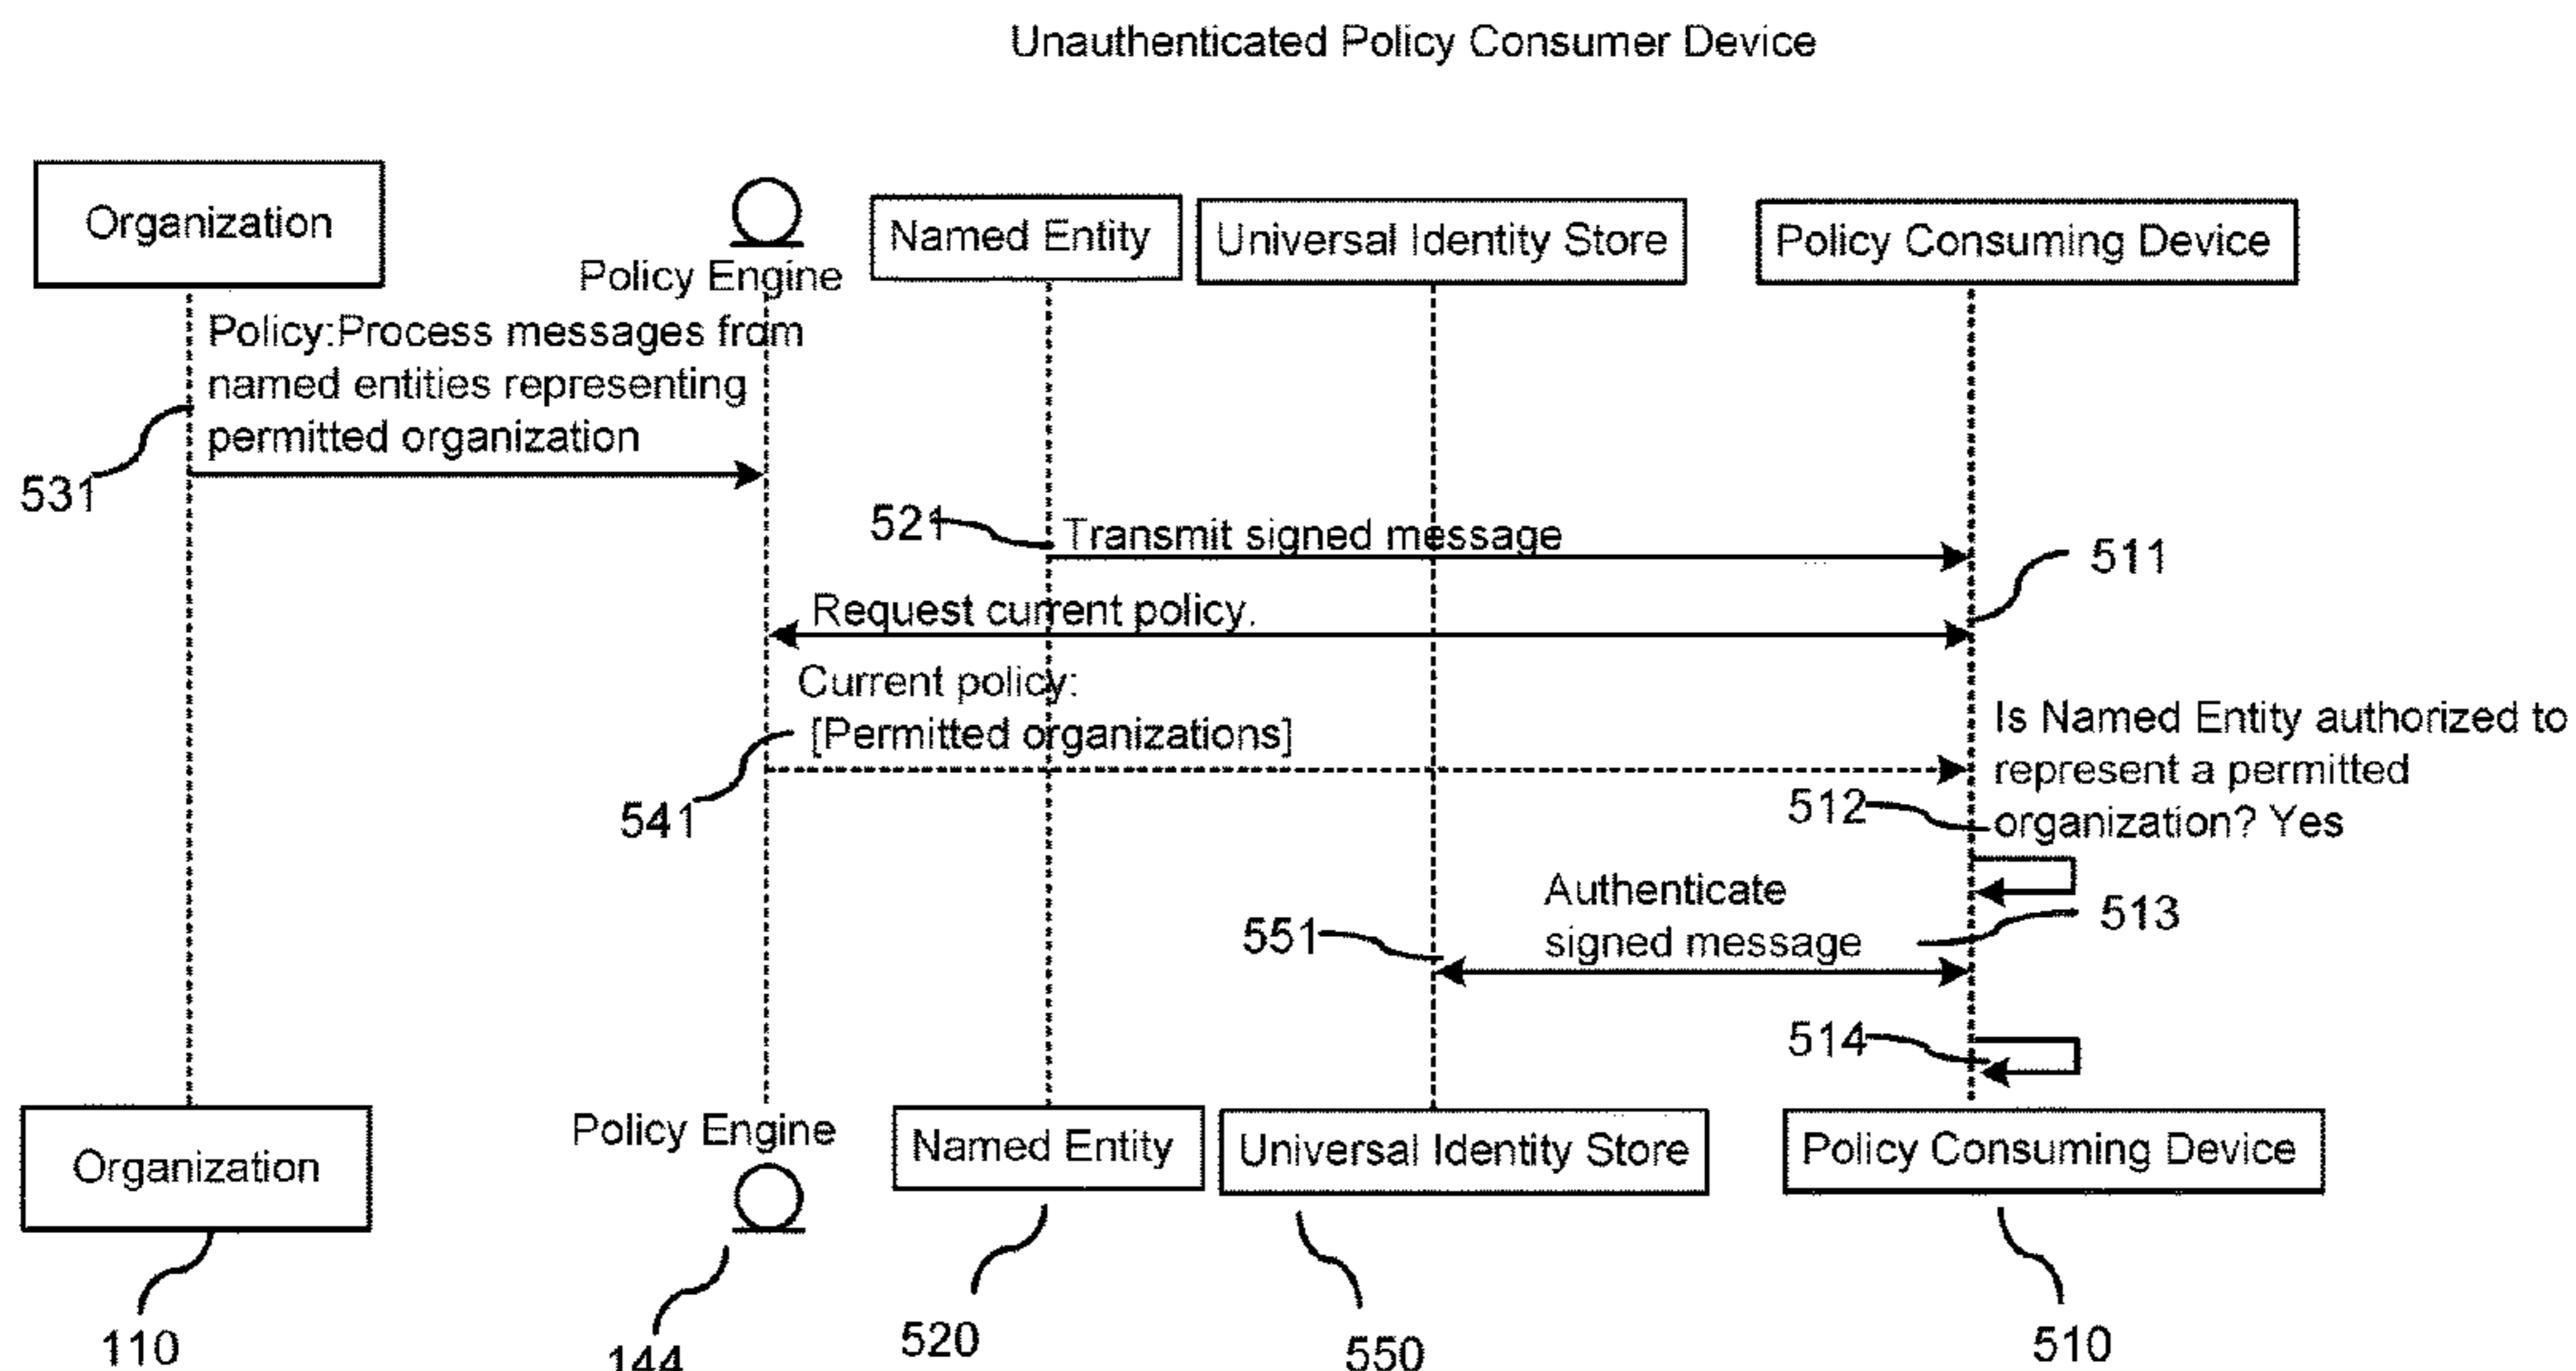 Unauthenticated Policy Consumer Device
Organization
Policy Engine
Named Entity
Universal Identity Store
Policy Consuming Device
Policy:Process messages from
named entities representing
permitted organization
531
521
Transmit signed message
511
Request current policy.
Current policy:
[Permitted organizations]
541
Is Named Entity authorized to
represent a permitted
organization? Yes
512
Authenticate
signed message
513
551
514
Organization
Policy Engine
Named Entity
Universal Identity Store
Policy Consuming Device
110
144
520
550
510